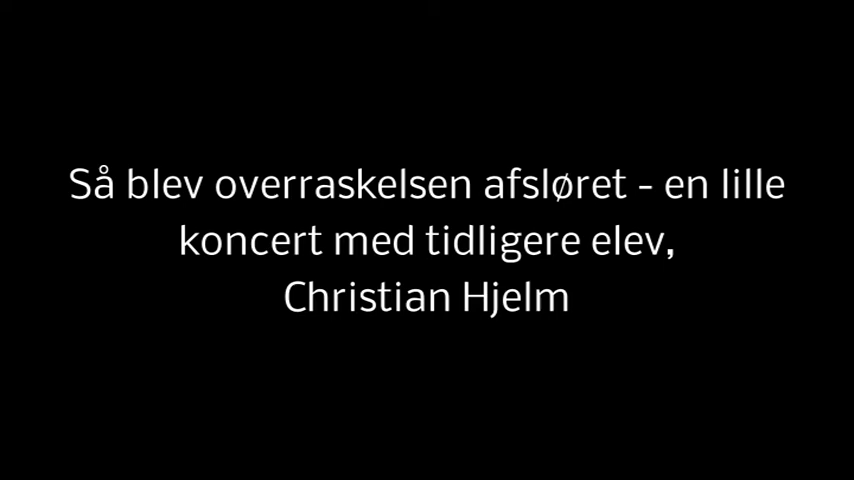 Så blev overraskelsen afsløret - en lille
koncert med tidligere elev,
Christian Hjelm